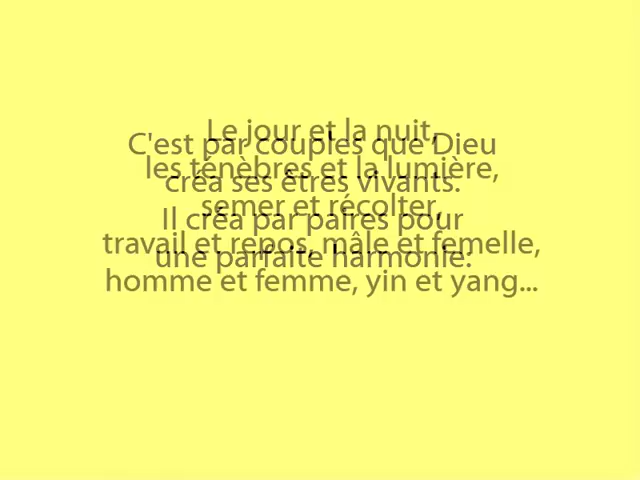 C'est par couples que Dieu
créa ses êtres vivants.
Il créa par paires pour
une parfaite harmonie.
Le jour et la nuit,
les ténèbres et la lumière,
semer et récolter,
travail et repos, mâle et femelle,
homme et femme, yin et yang...